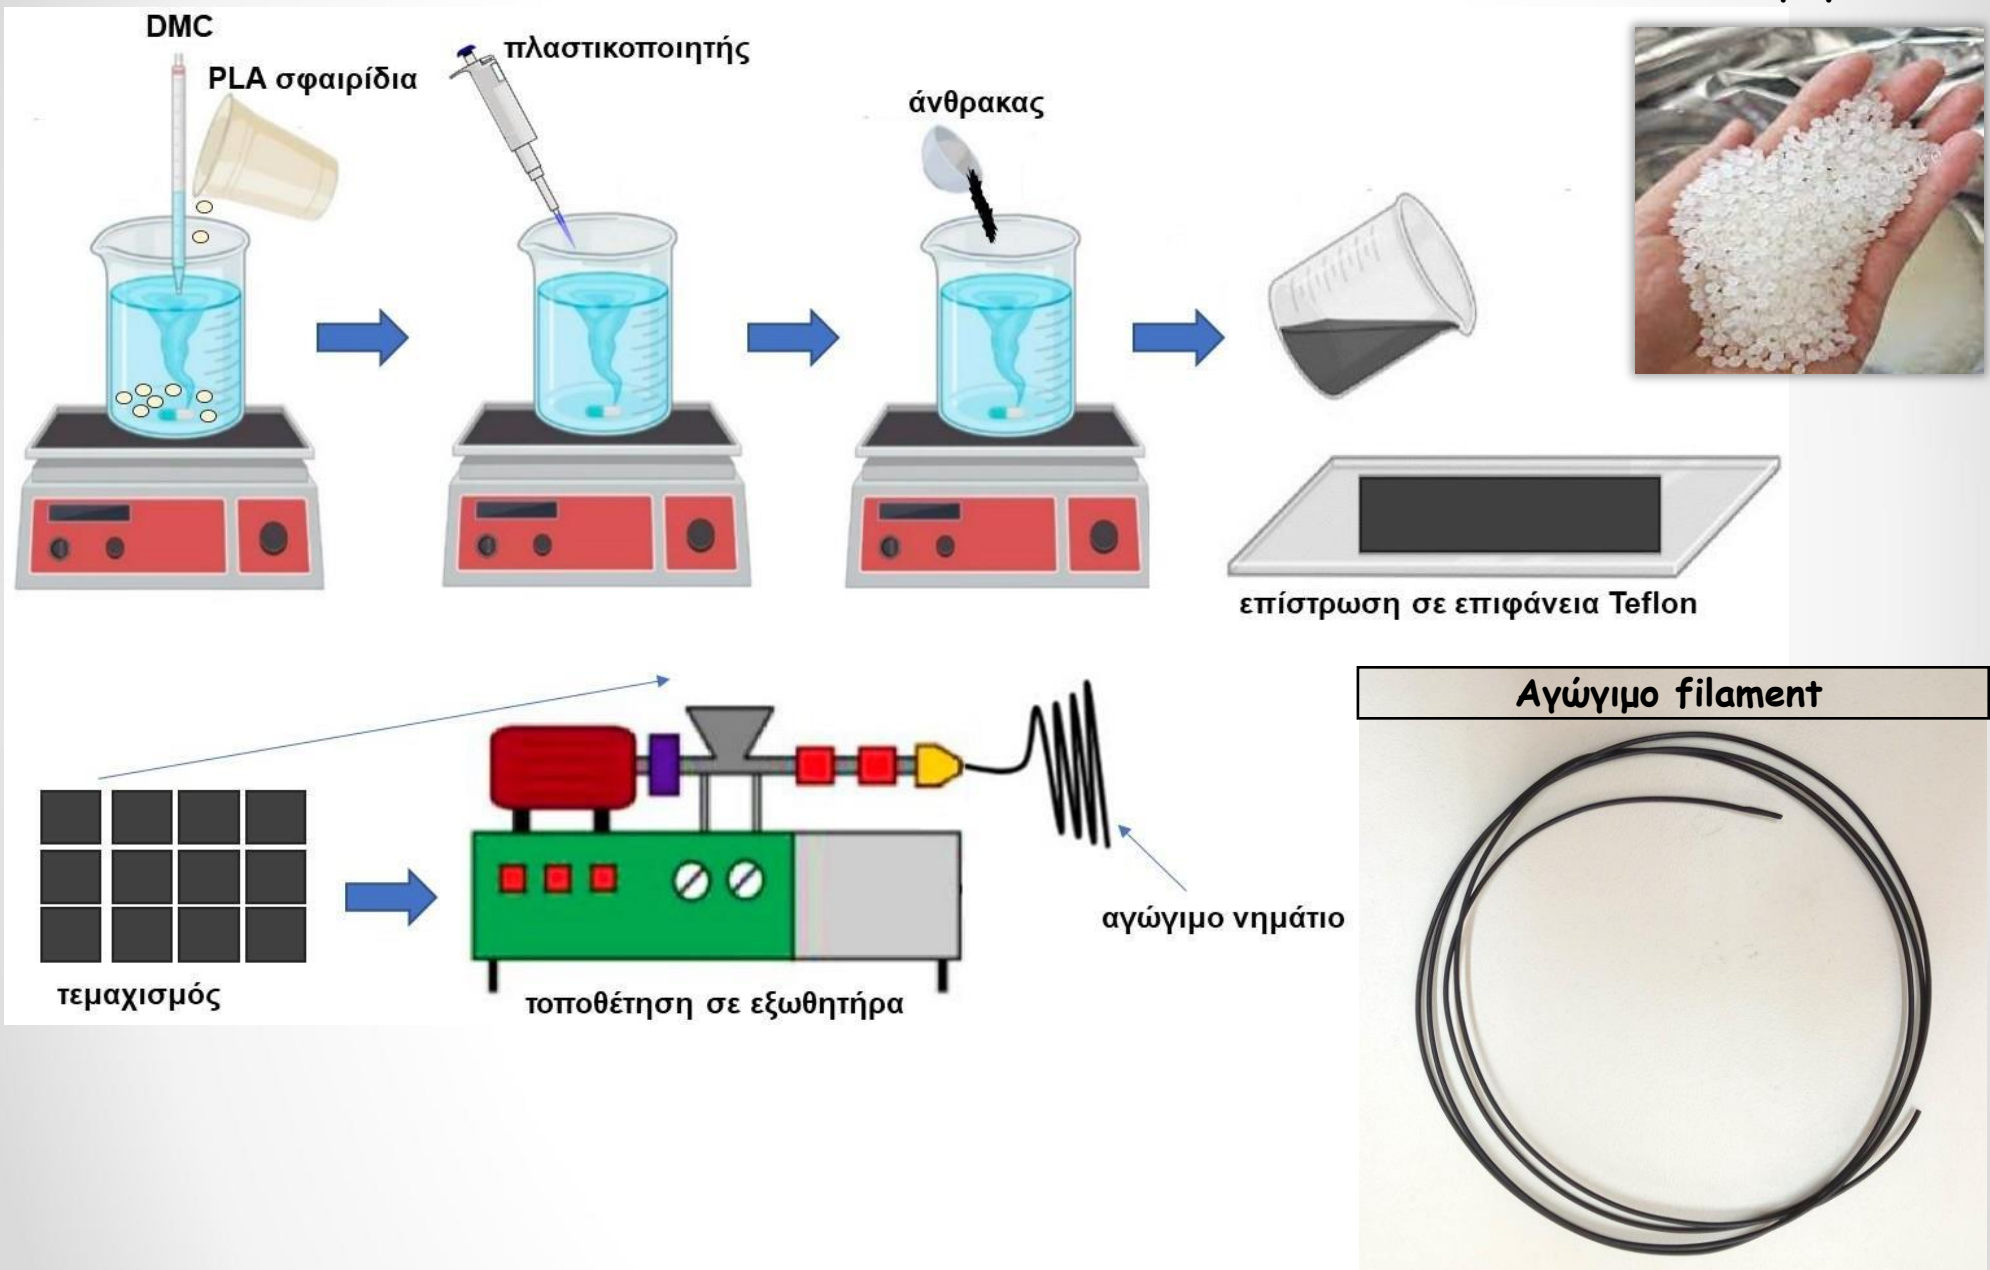 DMC
PLA σφαιρίδια
πλαστικοποιητής
άνθρακας
επίστρωση σε επιφάνεια Teflon
τεμαχισμός
τοποθέτηση σε εξωθητήρα
αγώγιμο νημάτιο
Αγώγιμο filament